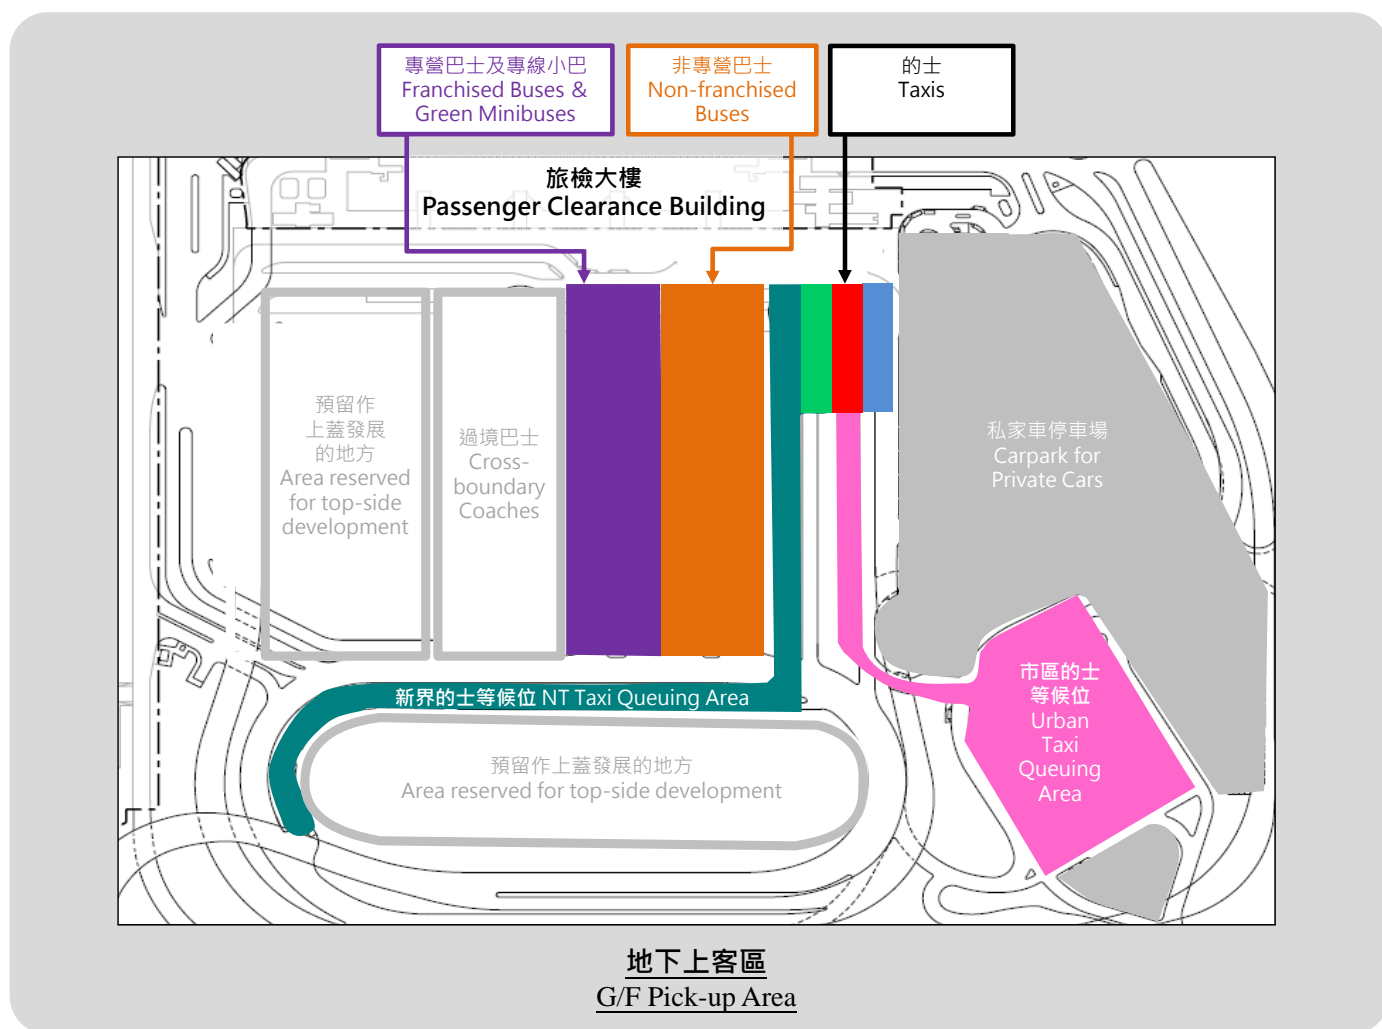 專營巴士及專線小巴
Franchised Buses &
Green Minibuses
非專營巴士
Non-franchised
Buses
的士
Taxis
旅檢大樓
Passenger Clearance Building
預留作
上蓋發展
的地方
Area reserved
for top-side
development
過境巴士
Cross-
boundary
Coaches
私家車停車場
Carpark for
Private Cars
新界的士等候位 NT Taxi Queuing Area
市區的士
等候位
Urban
Taxi
Queuing
Area
預留作上蓋發展的地方
Area reserved for top-side development
地下上客區
G/F Pick-up Area